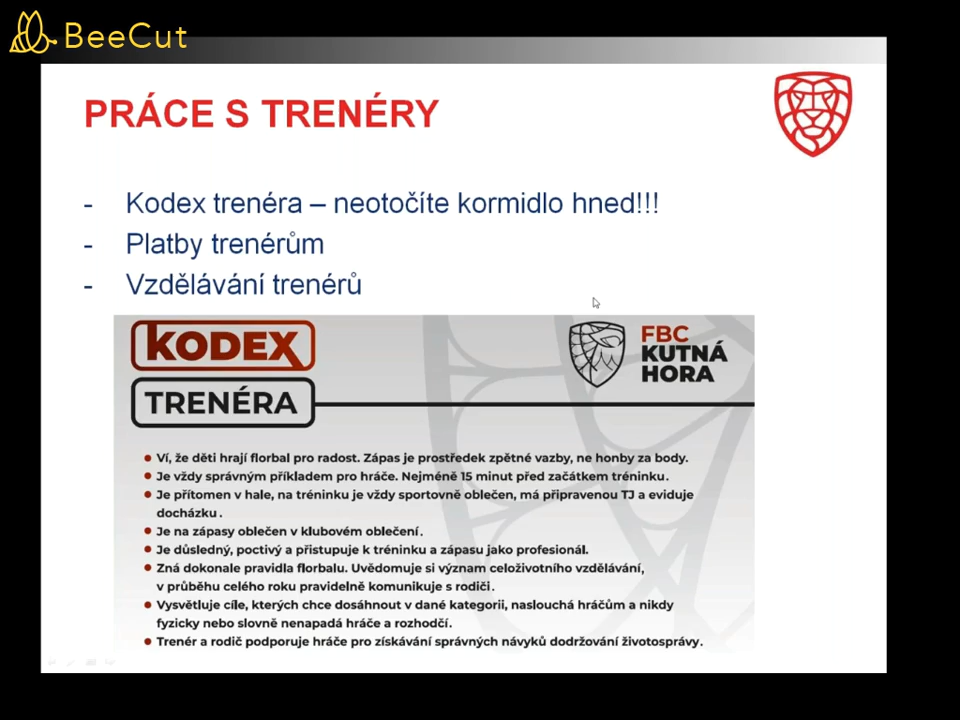 BeeCut
PRÁCE S TRENÉRY
- Kodex trenéra – neotočíte kormidlo hned!!!
- Platby trenérům
- Vzdělávání trenérů
KODEX
TRENÉRA
FBC
KUTNÁ
HORA
• Ví, že děti hrají florbal pro radost. Zápas je prostředek zpětné vazby, ne honby za body.
• Je vždy správným příkladem pro hráče. Nejméně 15 minut před začátkem tréninku.
• Je přítomen v hale, na tréninku je vždy sportovně oblečen, má připravenou TJ a eviduje
docházku.
• Je na zápasy oblečen v klubovém oblečení.
• Je důsledný, poctivý a přistupuje k tréninku a zápasu jako profesionál.
• Zná dokonale pravidla florbalu. Uvědomuje si význam celoživotního vzdělávání,
v průběhu celého roku pravidelně komunikuje s rodiči.
• Vysvětluje cíle, kterých chce dosáhnout v dané kategorii, naslouchá hráčům a nikdy
fyzicky nebo slovně nenapadá hráče a rozhodčí.
• Trenér a rodič podporuje hráče pro získávání správných návyků dodržování životosprávy.